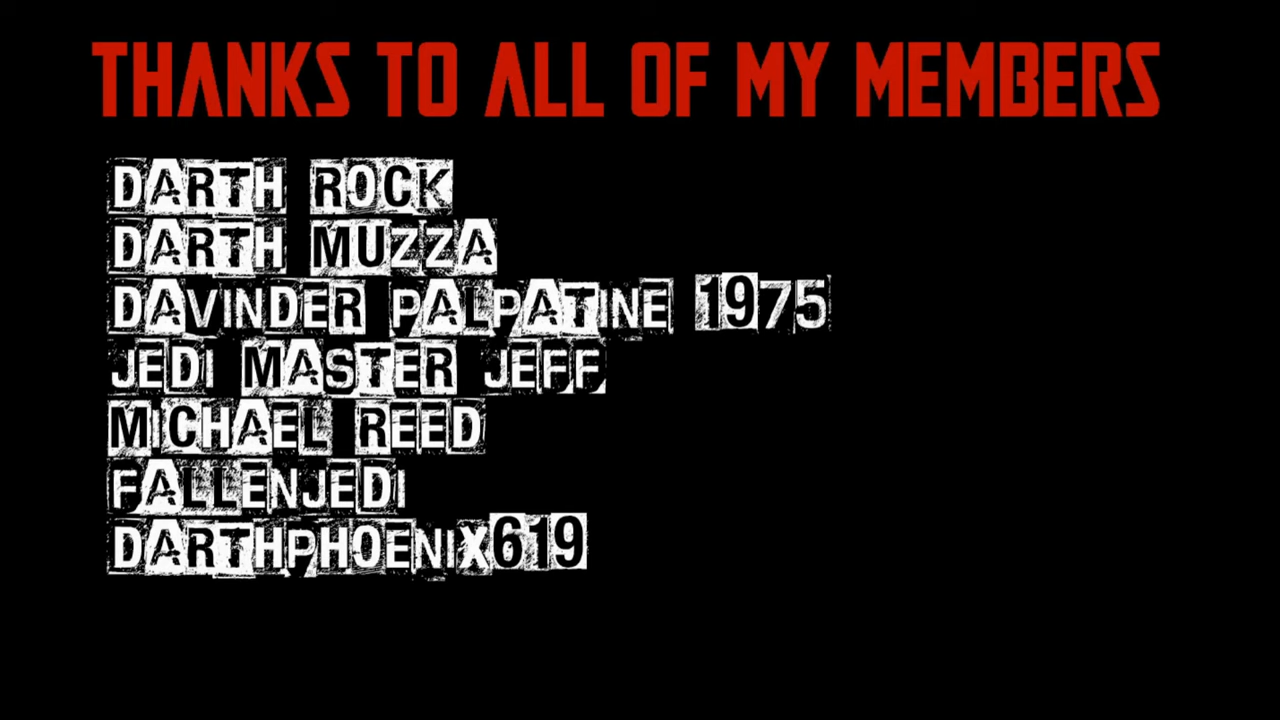 THANKS TO ALL OF MY MEMBERS
DARTH ROCK
DARTH MUZZA
DAVINDER PALPATINE 1975
JEDI MASTER JEFF
MICHAEL REED
FALLENJEDI
DARTHPHOENIX619